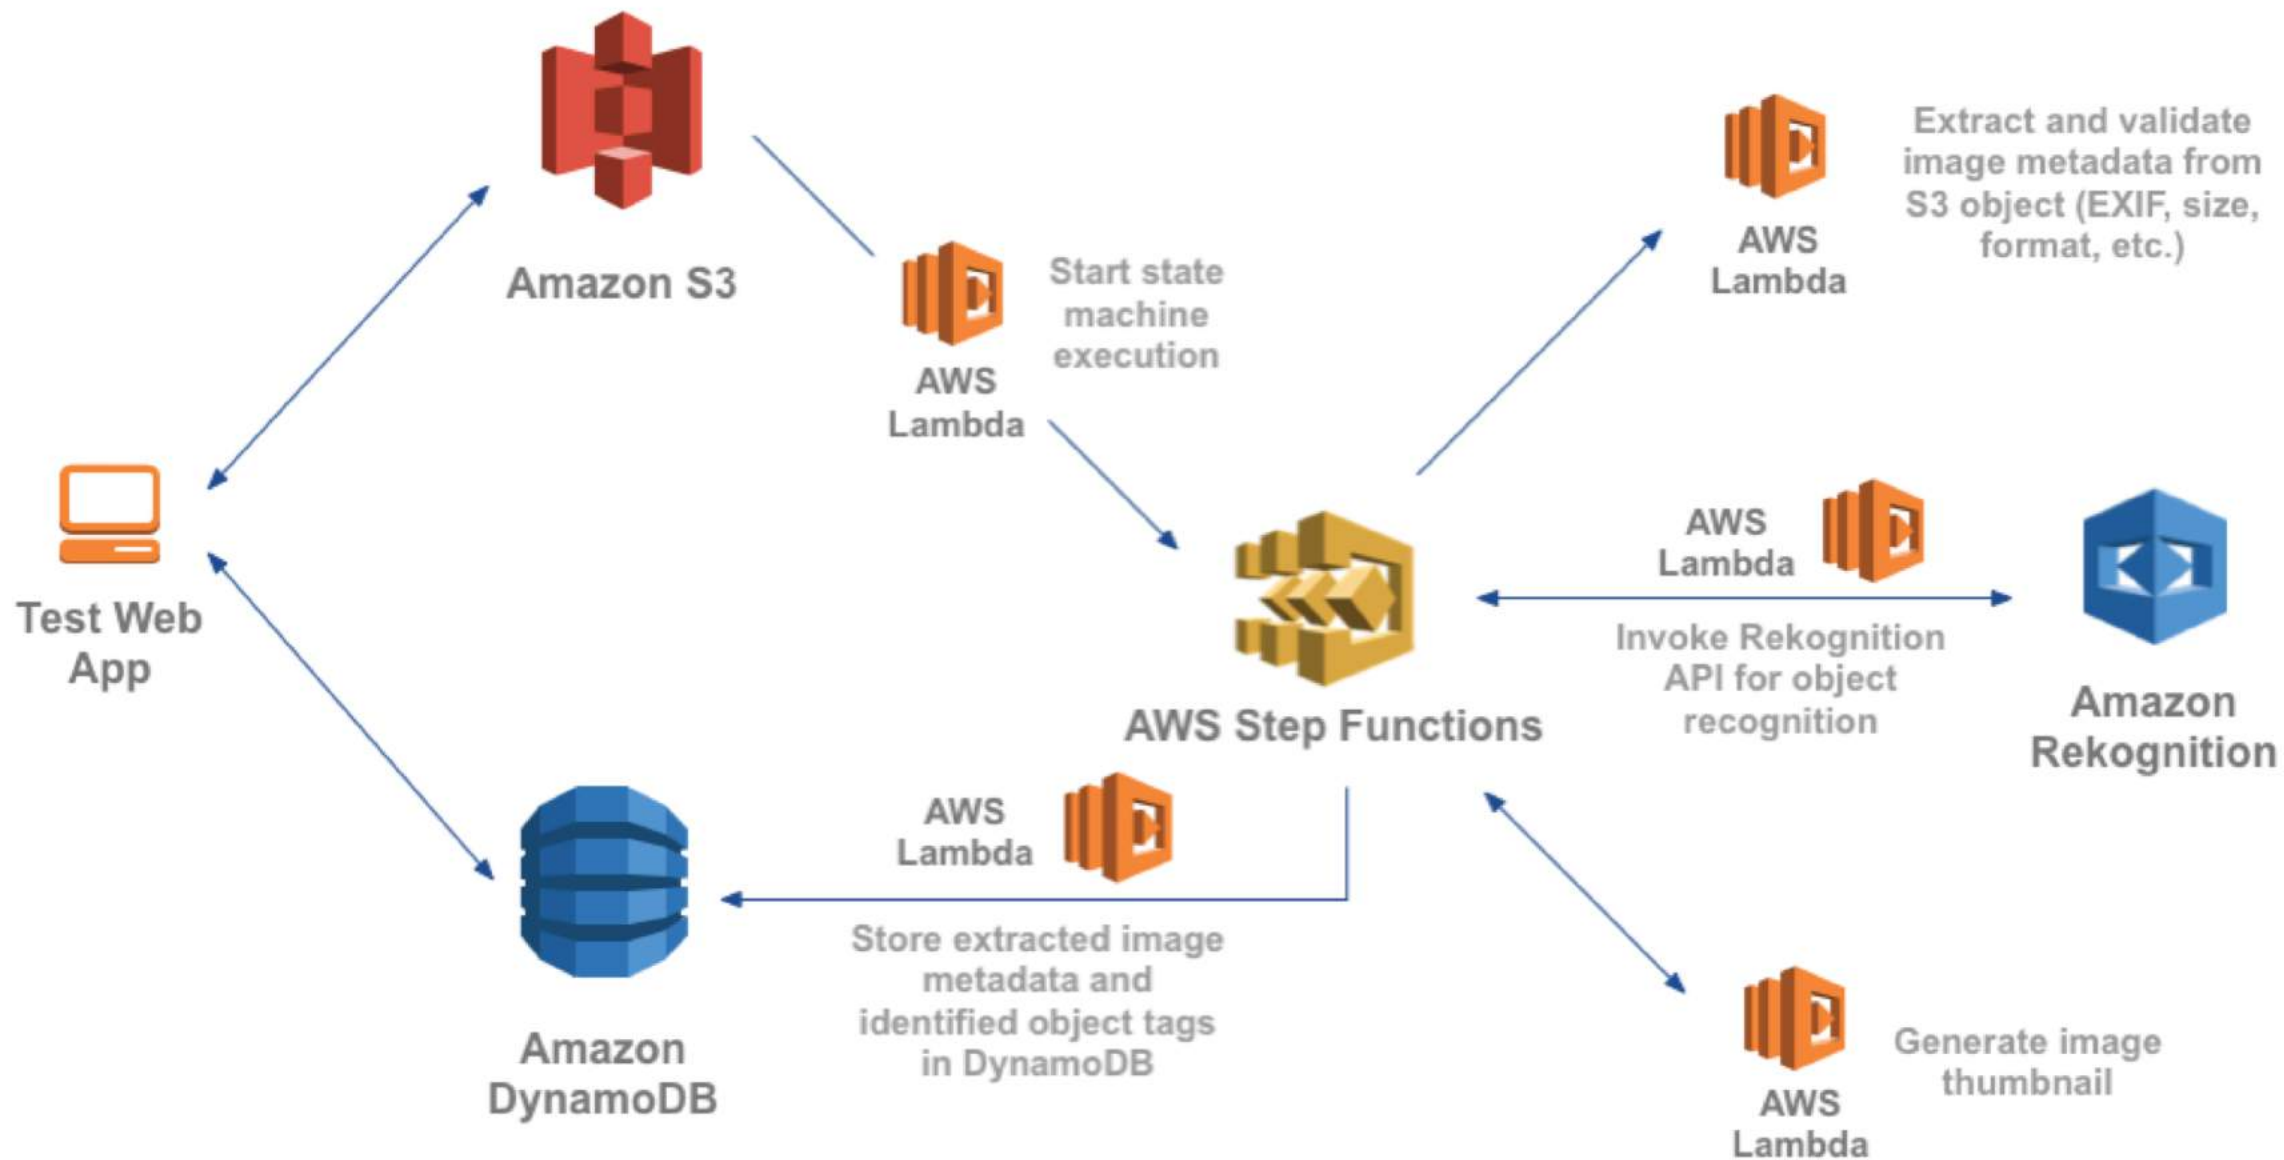 Amazon S3
AWS
Lambda
Start state
machine
execution
AWS
Lambda
Extract and validate
image metadata from
S3 object (EXIF, size,
format, etc.)
Test Web
App
AWS Step Functions
AWS
Lambda
Invoke Rekognition
API for object
recognition
Amazon
Rekognition
AWS
Lambda
Store extracted image
metadata and
identified object tags
in DynamoDB
Amazon
DynamoDB
AWS
Lambda
Generate image
thumbnail